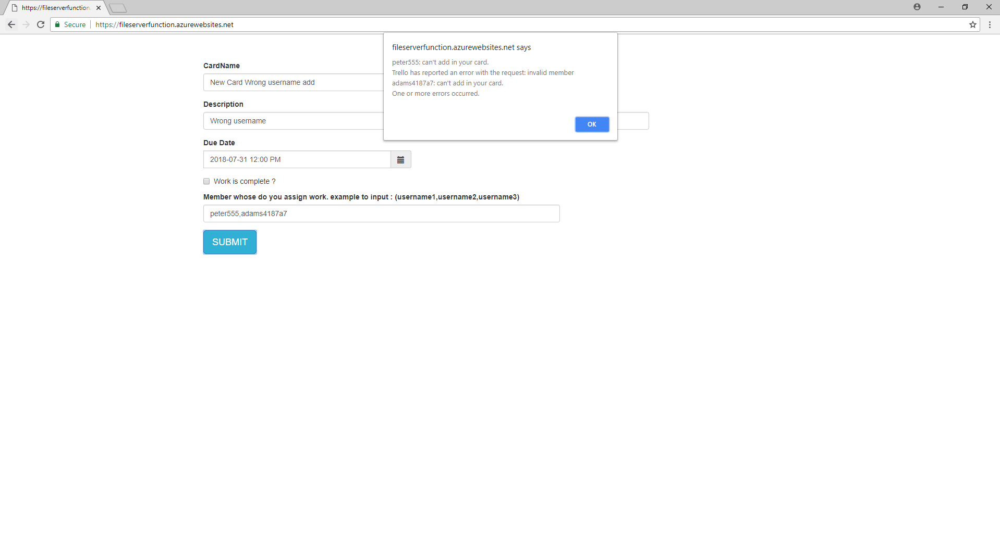 https://fileserverfunction.
Secure
https://fileserverfunction.azurewebsites.net
fileserverfunction.azurewebsites.net says
peter555: can't add in your card.
Trello has reported an error with the request: invalid member
adams4187a7: can't add in your card.
One or more errors occurred.
OK
CardName
New Card Wrong username add
Description
Wrong username
Due Date
2018-07-31 12:00 PM
Work is complete ?
Member whose do you assign work. example to input : (username1,username2,username3)
peter555,adams4187a7
SUBMIT